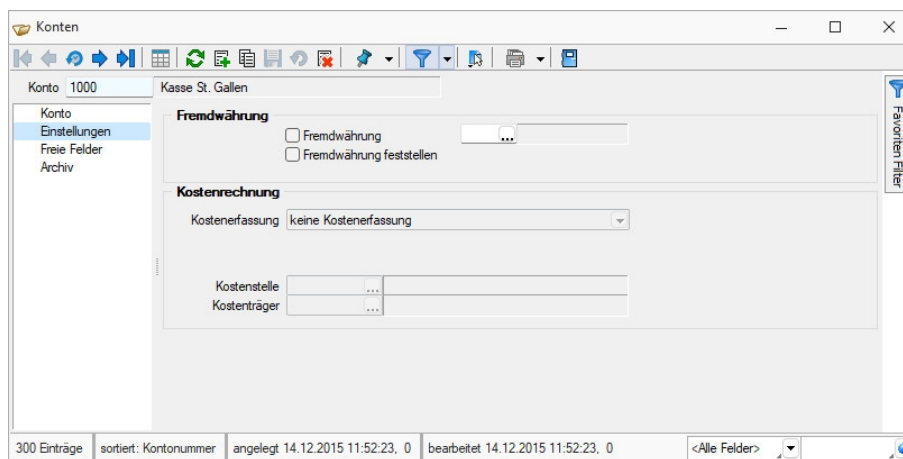 Konten
Konto 1000 Kasse St. Gallen
Konto
Einstellungen
Freie Felder
Archiv
Fremdwährung
Fremdwährung ...
Fremdwährung feststellen
Kostenrechnung
Kostenerfassung keine Kostenerfassung
Kostenstelle ...
Kostenträger ...
Favoriten Filter
300 Einträge sortiert: Kontonummer angelegt 14.12.2015 11:52:23, 0 bearbeitet 14.12.2015 11:52:23, 0 <Alle Felder>